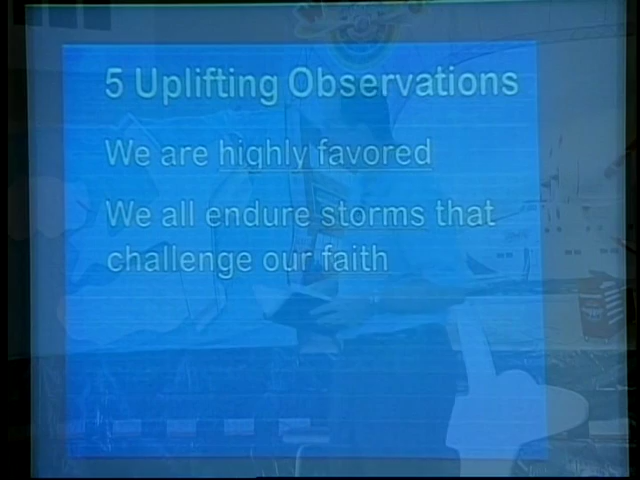 5 Uplifting Observations
We are highly favored
We all endure storms that
challenge our faith